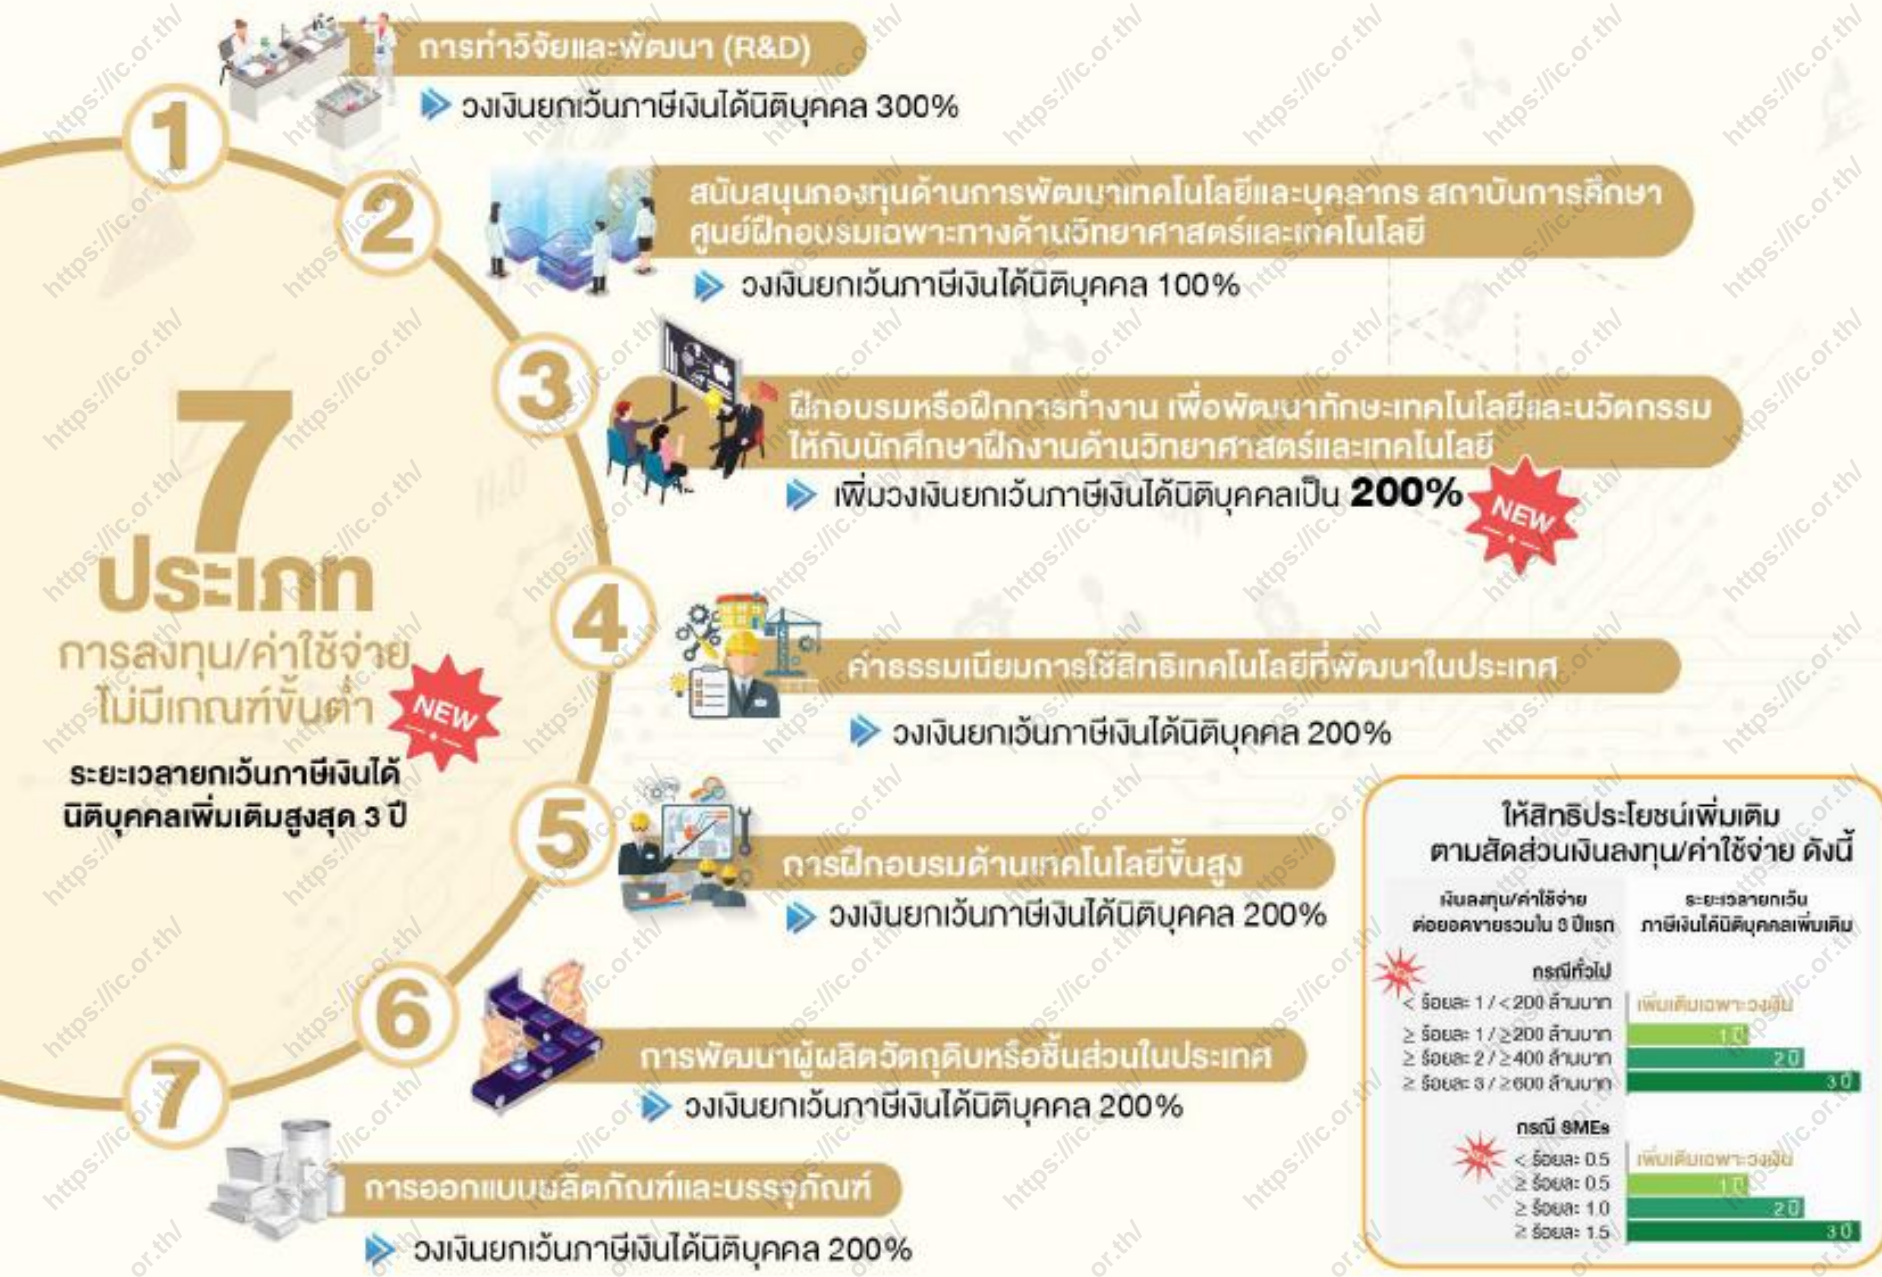 การทำวิจัยและพัฒนา (R&D)
วงเงินยกเว้นภาษีเงินได้นิติบุคคล 300%
1
2
สนับสนุนกองทุนด้านการพัฒนาเทคโนโลยีและบุคลากร สถาบันการศึกษา
ศูนย์ฝึกอบรมเฉพาะทางด้านวิทยาศาสตร์และเทคโนโลยี
วงเงินยกเว้นภาษีเงินได้นิติบุคคล 100%
3
ฝึกอบรมหรือฝึกการทำงาน เพื่อพัฒนาทักษะเทคโนโลยีและนวัตกรรม
ให้กับนักศึกษาฝึกงานด้านวิทยาศาสตร์และเทคโนโลยี
เพิ่มวงเงินยกเว้นภาษีเงินได้นิติบุคคลเป็น 200%
NEW
7
ประเภท
การลงทุน/ค่าใช้จ่าย
ไม่มีเกณฑ์ขั้นต่ำ
NEW
ระยะเวลายกเว้นภาษีเงินได้
นิติบุคคลเพิ่มเติมสูงสุด 3 ปี
4
ค่าธรรมเนียมการใช้สิทธิเทคโนโลยีที่พัฒนาในประเทศ
วงเงินยกเว้นภาษีเงินได้นิติบุคคล 200%
5
การฝึกอบรมด้านเทคโนโลยีขั้นสูง
วงเงินยกเว้นภาษีเงินได้นิติบุคคล 200%
6
การพัฒนาผู้ผลิตวัตถุดิบหรือชิ้นส่วนในประเทศ
วงเงินยกเว้นภาษีเงินได้นิติบุคคล 200%
7
การออกแบบผลิตภัณฑ์และบรรจุภัณฑ์
วงเงินยกเว้นภาษีเงินได้นิติบุคคล 200%
ให้สิทธิประโยชน์เพิ่มเติม
ตามสัดส่วนเงินลงทุน/ค่าใช้จ่าย ดังนี้
เงินลงทุน/ค่าใช้จ่าย
ต่อยอดขายรวมใน 3 ปีแรก
ระยะเวลายกเว้น
ภาษีเงินได้นิติบุคคลเพิ่มเติม
NEW
กรณีทั่วไป
< ร้อยละ 1 / < 200 ล้านบาท เพิ่มเติมเฉพาะวงเงิน
≥ ร้อยละ 1 / ≥ 200 ล้านบาท 1 ปี
≥ ร้อยละ 2 / ≥ 400 ล้านบาท 2 ปี
≥ ร้อยละ 3 / ≥ 600 ล้านบาท 3 ปี
กรณี SMEs
NEW
< ร้อยละ 0.5 เพิ่มเติมเฉพาะวงเงิน
≥ ร้อยละ 0.5 1 ปี
≥ ร้อยละ 1.0 2 ปี
≥ ร้อยละ 1.5 3 ปี
https://lic.or.th/